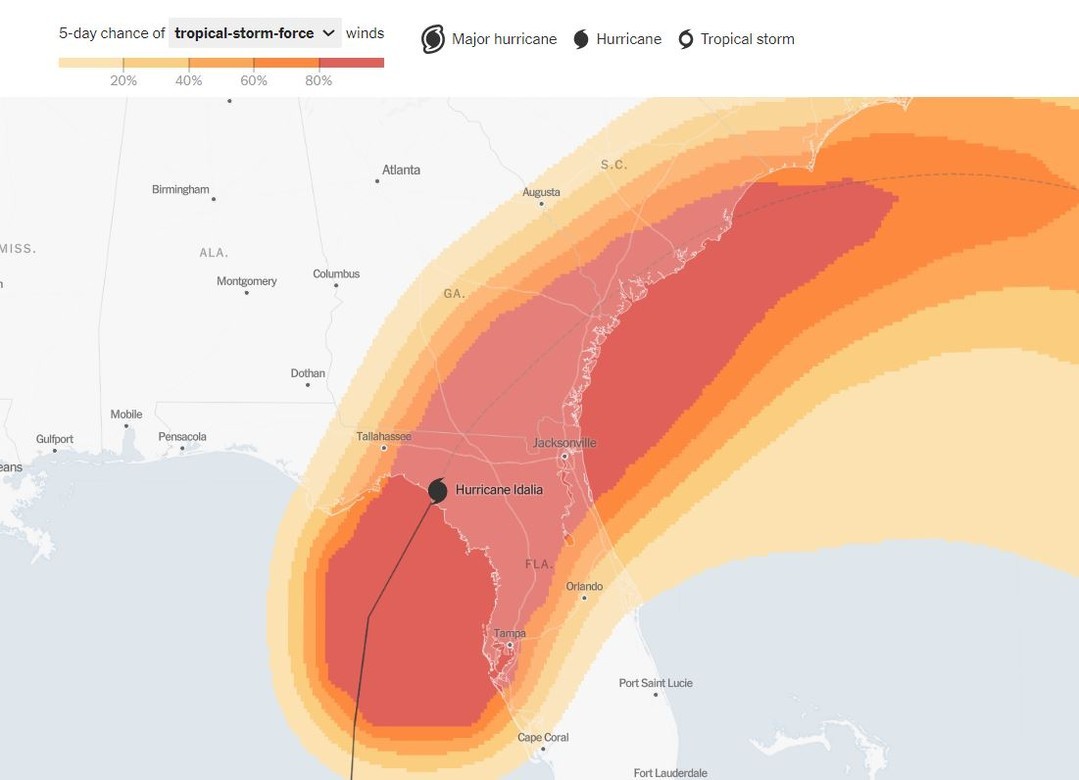 5-day chance of tropical-storm-force winds
Major hurricane Hurricane Tropical storm
20% 40% 60% 80%
S.C.
Atlanta
Birmingham
Augusta
MISS.
ALA.
Columbus
Montgomery
GA.
Dothan
Mobile
Pensacola
Tallahassee
Gulfport
Jacksonville
eans
Hurricane Idalia
FLA.
Orlando
Tampa
Port Saint Lucie
Cape Coral
Fort Lauderdale